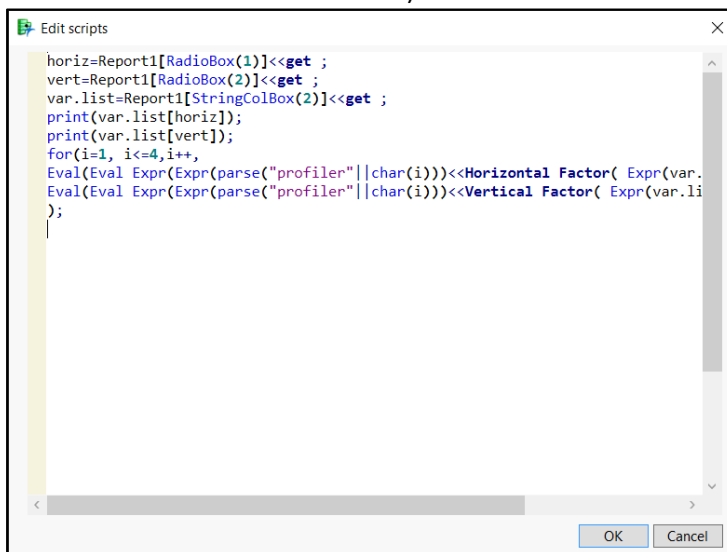 Edit scripts
horiz=Report1[RadioBox(1)]<<get ;
vert=Report1[RadioBox(2)]<<get ;
var.list=Report1[StringColBox(2)]<<get ;
print(var.list[horiz]);
print(var.list[vert]);
for(i=1, i<=4,i++,
Eval(Eval Expr(Expr(parse("profiler"||char(i)))<<Horizontal Factor( Expr(var.
Eval(Eval Expr(Expr(parse("profiler"||char(i)))<<Vertical Factor( Expr(var.li
);
OK Cancel